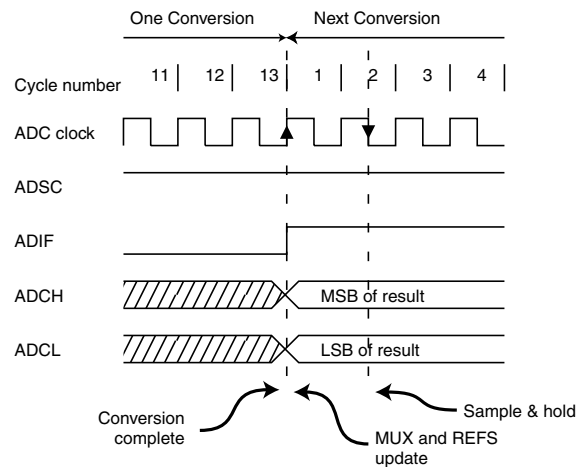 One Conversion Next Conversion
Cycle number 11 12 13 1 2 3 4
ADC clock
ADSC
ADIF
ADCH MSB of result
ADCL LSB of result
Conversion
complete
MUX and REFS
update
Sample & hold